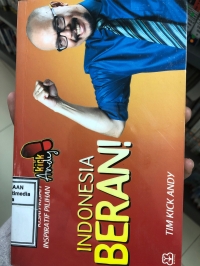 kick
Andy
INSPIRATIF PILIHAN
INDONESIA
BERANI!
TIM KICK ANDY